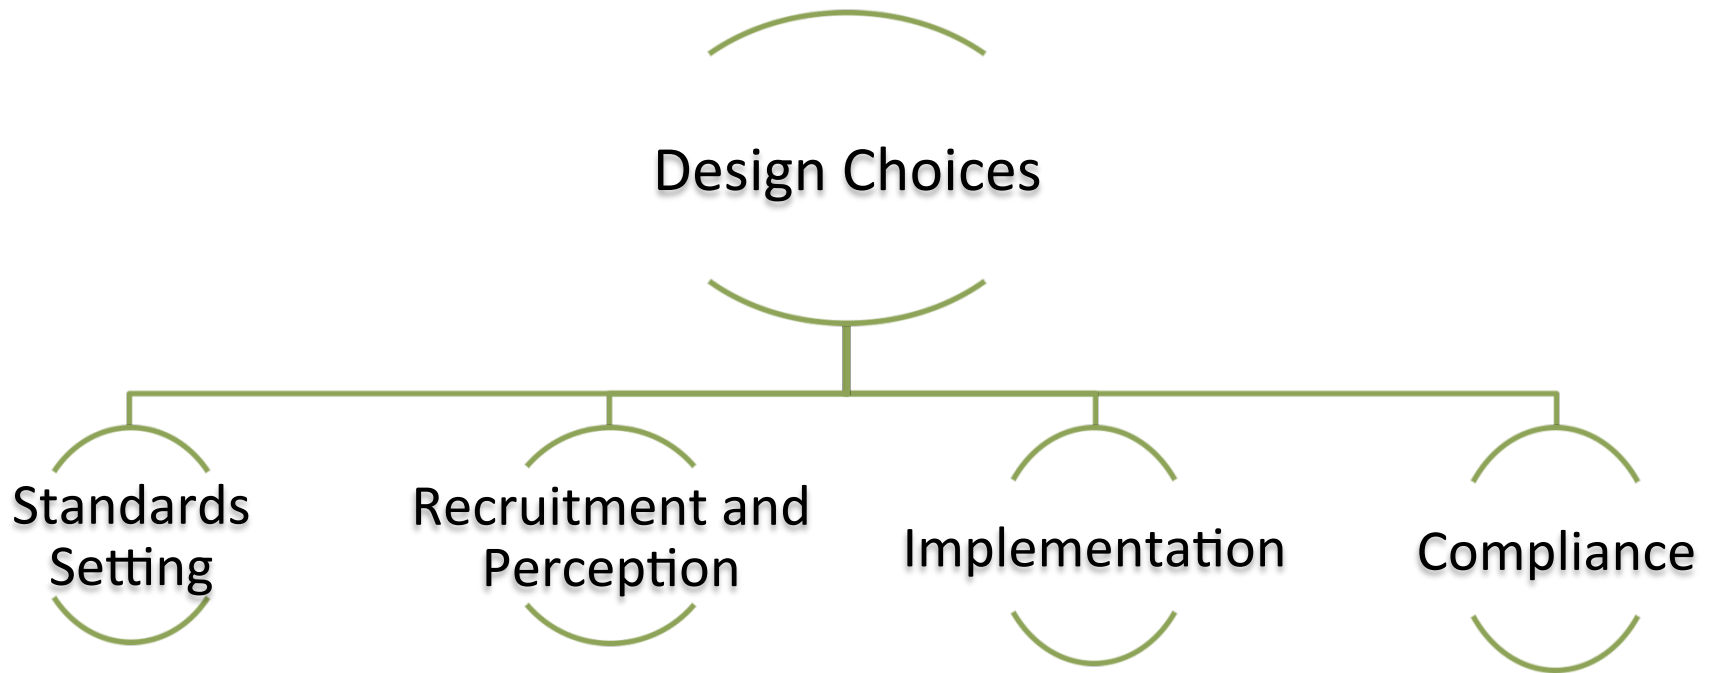 Design Choices
Standards
Setting
Recruitment and
Perception
Implementation
Compliance